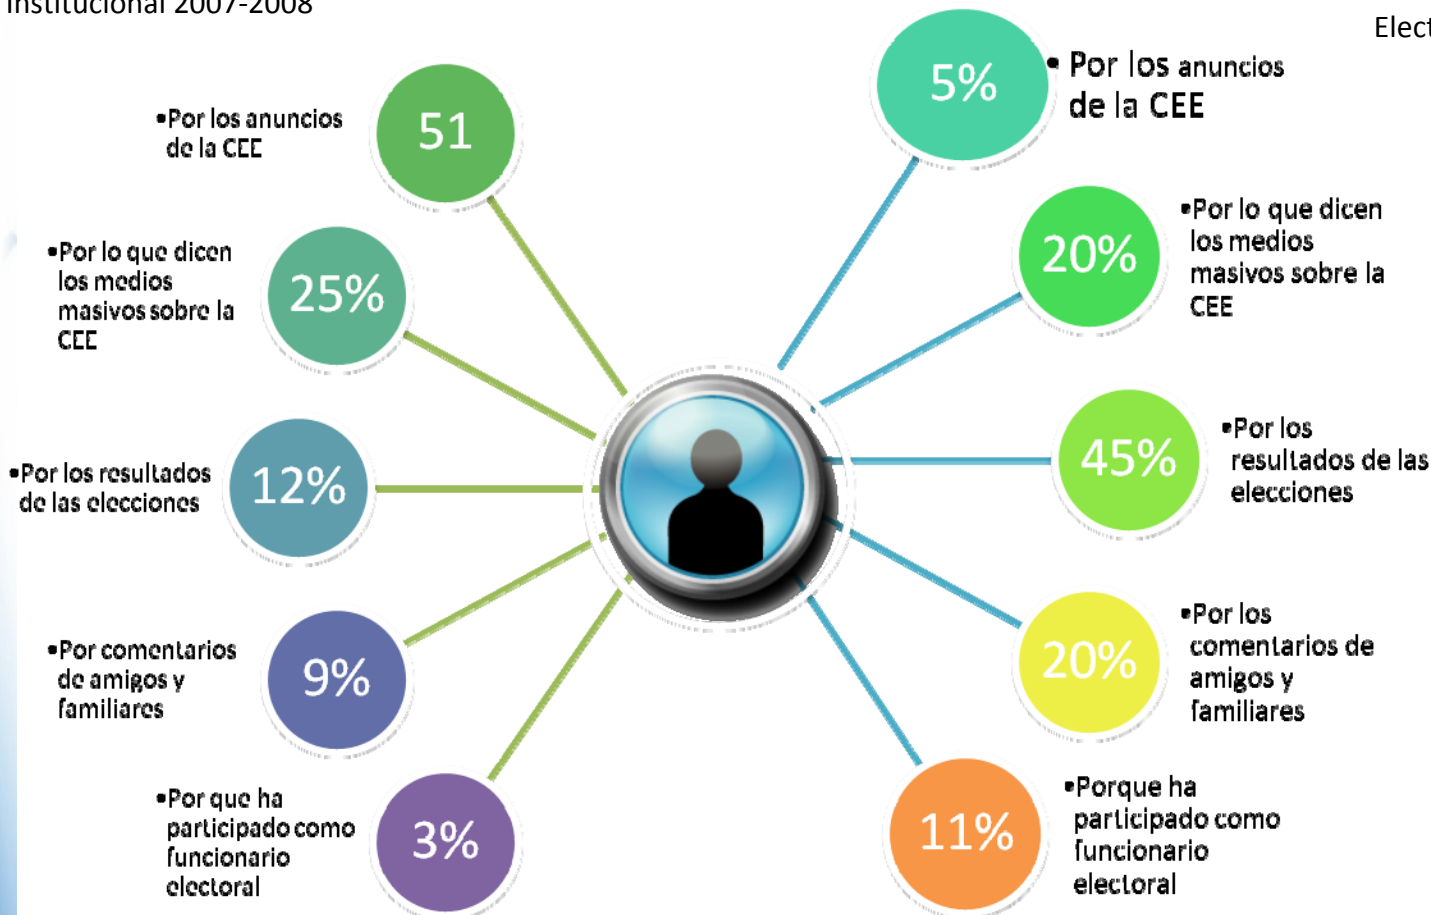 institucional 2007-2008
Elect
51
•Por los anuncios
de la CEE
25%
•Por lo que dicen
los medios
masivos sobre la
CEE
12%
•Por los resultados
de las elecciones
9%
•Por comentarios
de amigos y
familiares
3%
•Por que ha
participado como
funcionario
electoral
5%
• Por los anuncios
de la CEE
20%
•Por lo que dicen
los medios
masivos sobre la
CEE
45%
•Por los
resultados de las
elecciones
20%
•Por los
comentarios de
amigos y
familiares
11%
•Porque ha
participado como
funcionario
electoral